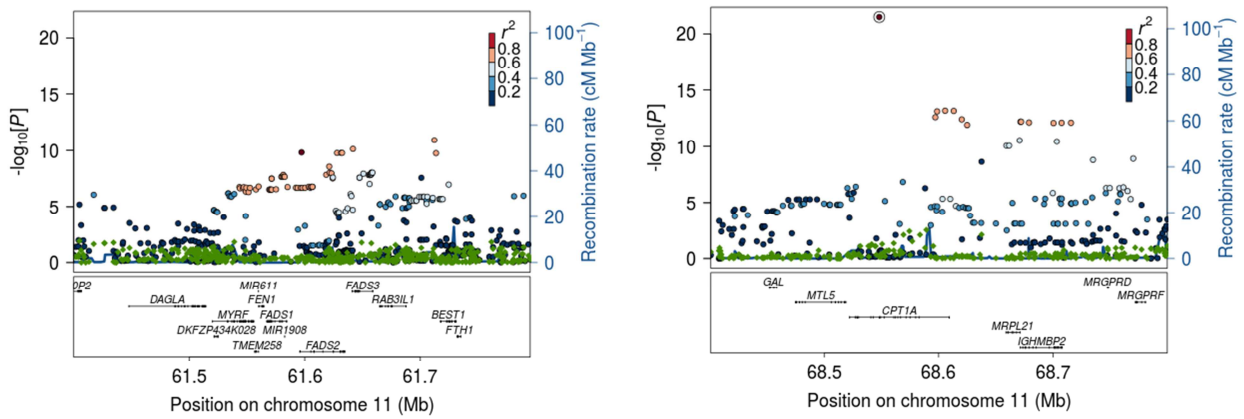 r²
0.8
0.6
0.4
0.2
20
15
10
5
0
-log₁₀[P]
100
80
60
40
20
0
Recombination rate (cM Mb⁻¹)
0P2
MIR611
FADS3
DAGLA
FEN1
RAB3IL1
MYRF
FADS1
BEST1
DKFZP434K028
MIR1908
FTH1
TMEM258
FADS2
61.5
61.6
61.7
Position on chromosome 11 (Mb)
r²
0.8
0.6
0.4
0.2
20
15
10
5
0
-log₁₀[P]
100
80
60
40
20
0
Recombination rate (cM Mb⁻¹)
GAL
MRGPRD
MTL5
MRGPRF
CPT1A
MRPL21
IGHMBP2
68.5
68.6
68.7
Position on chromosome 11 (Mb)